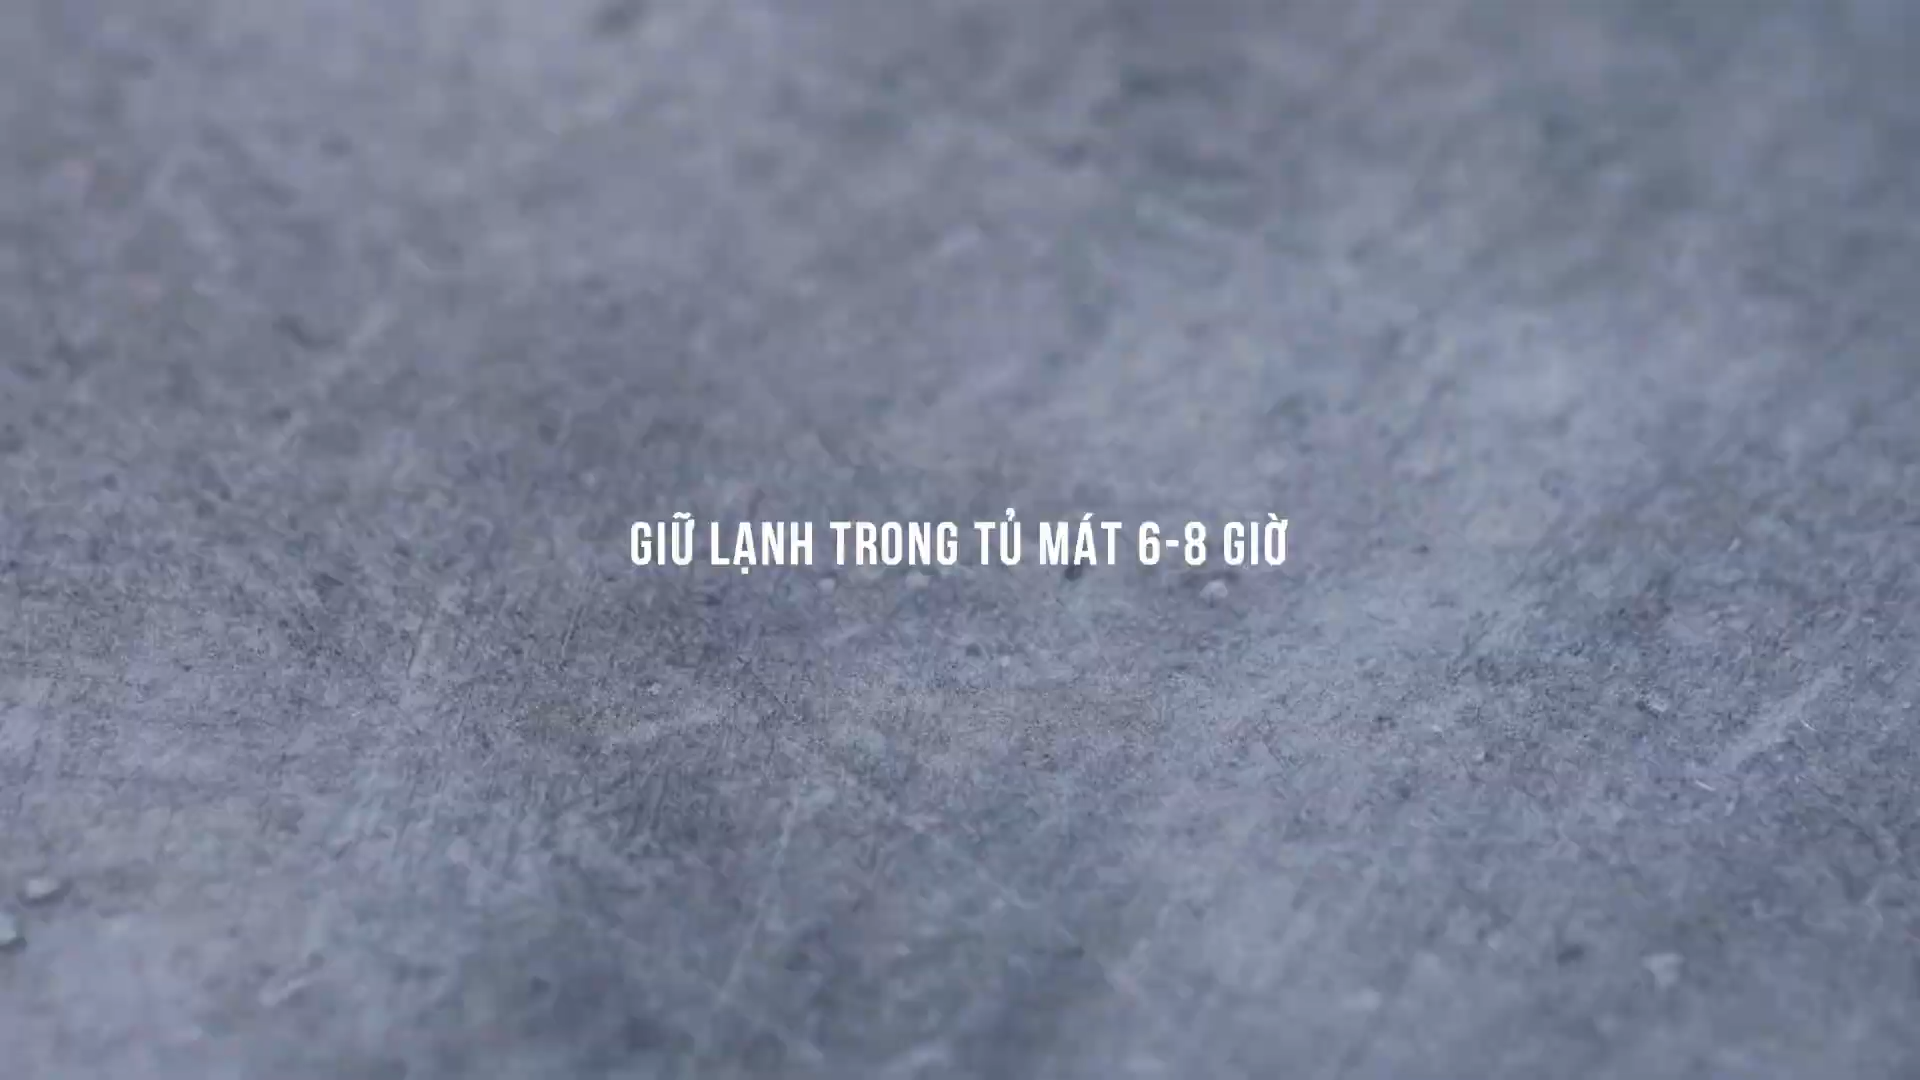 GIỮ LẠNH TRONG TỦ MÁT 6-8 GIỜ